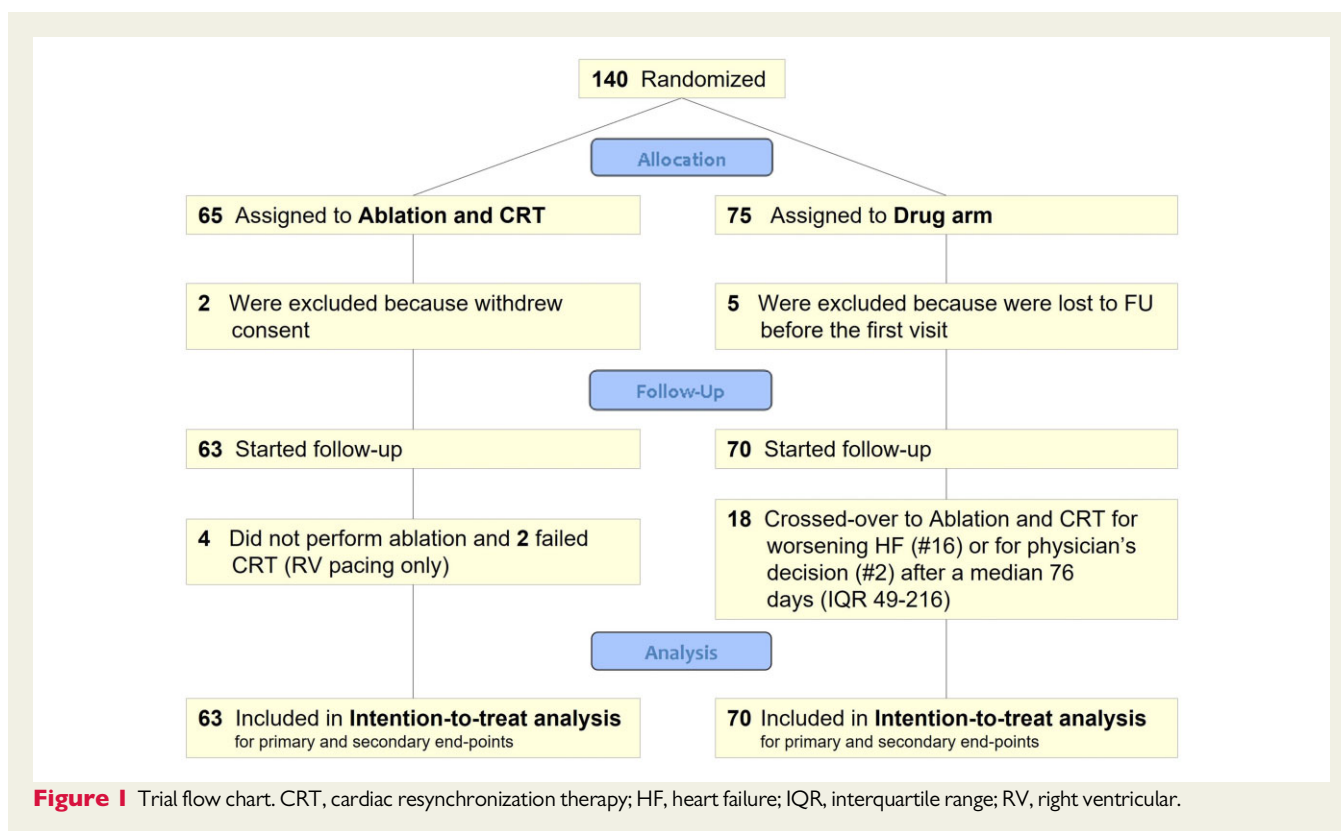 140 Randomized
Allocation
65 Assigned to Ablation and CRT
75 Assigned to Drug arm
2 Were excluded because withdrew
consent
5 Were excluded because were lost to FU
before the first visit
Follow-Up
63 Started follow-up
70 Started follow-up
4 Did not perform ablation and 2 failed
CRT (RV pacing only)
18 Crossed-over to Ablation and CRT for
worsening HF (#16) or for physician's
decision (#2) after a median 76
days (IQR 49-216)
Analysis
63 Included in Intention-to-treat analysis
for primary and secondary end-points
70 Included in Intention-to-treat analysis
for primary and secondary end-points
Figure 1 Trial flow chart. CRT, cardiac resynchronization therapy; HF, heart failure; IQR, interquartile range; RV, right ventricular.